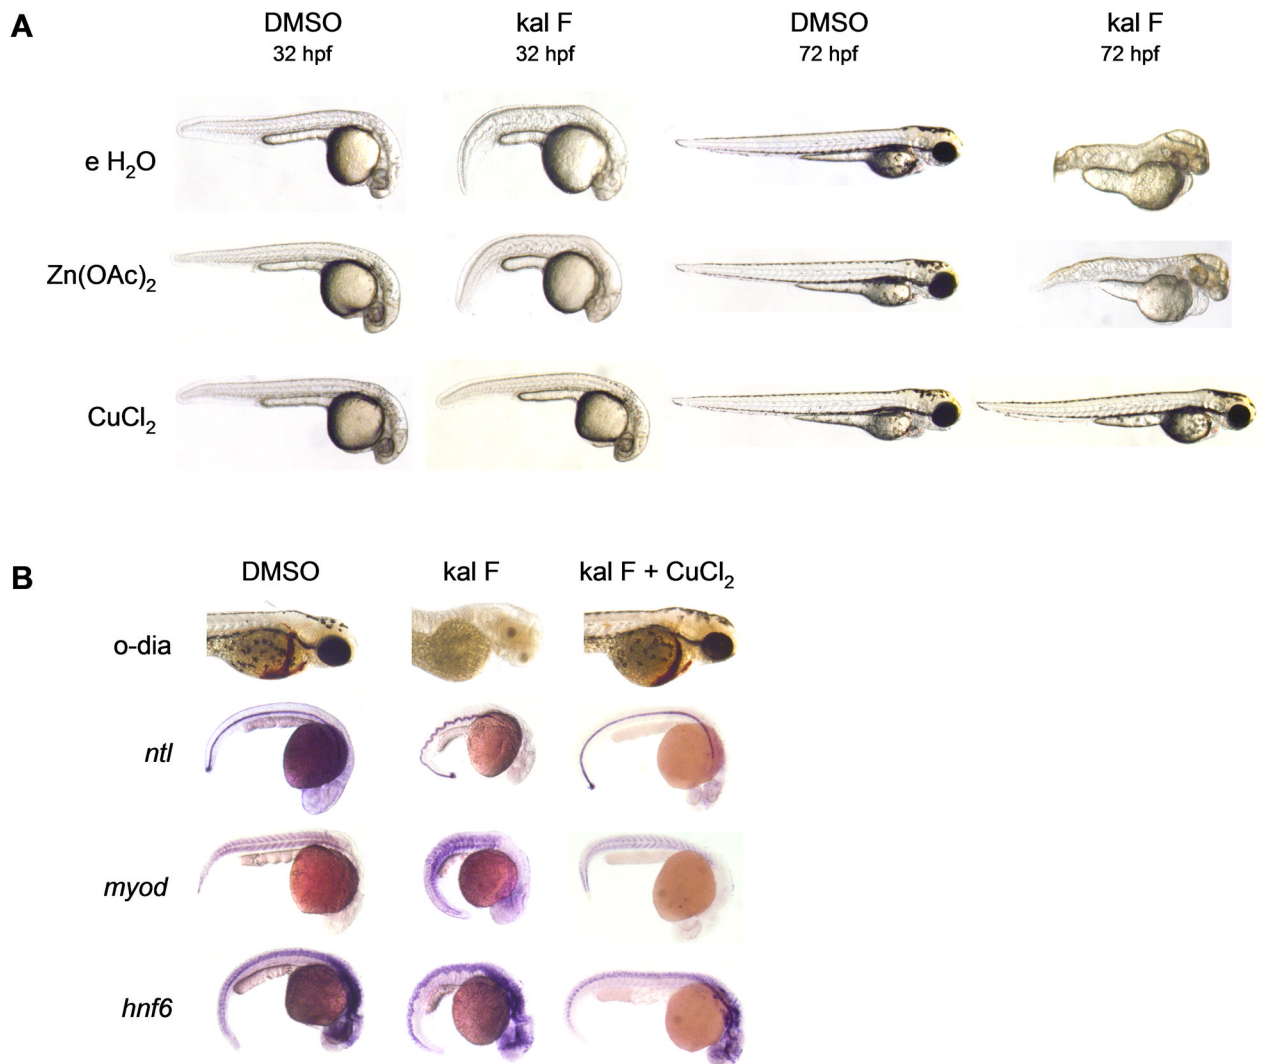 A
DMSO
32 hpf
kal F
32 hpf
DMSO
72 hpf
kal F
72 hpf
e H₂O
Zn(OAc)₂
CuCl₂
B
DMSO
kal F
kal F + CuCl₂
o-dia
ntl
myod
hnf6